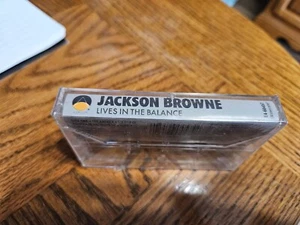 JACKSON BROWNE
LIVES IN THE BALANCE